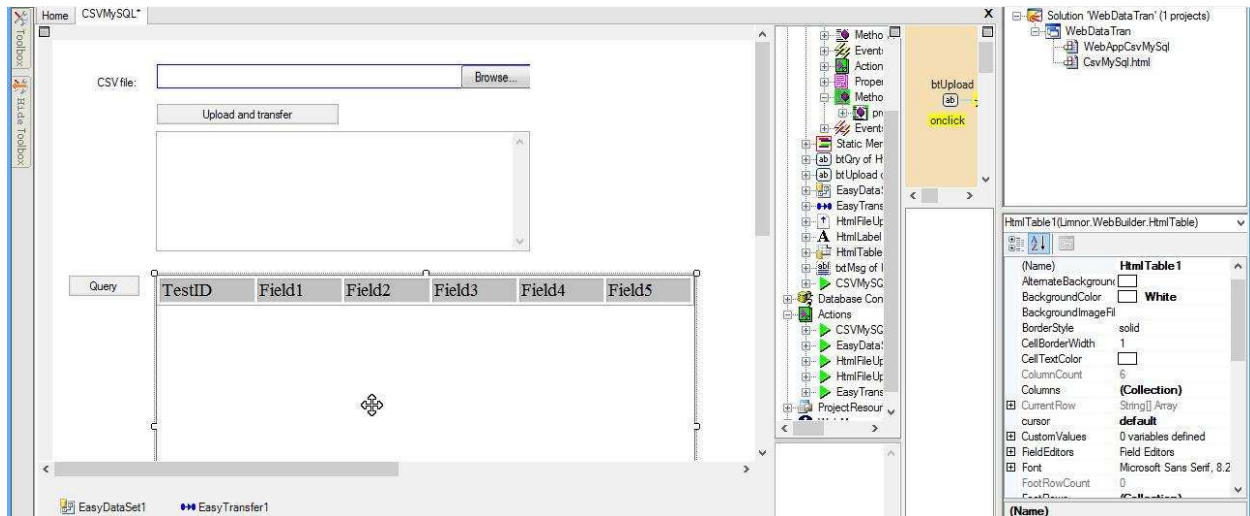 Home CSVMySQL* X
Toolbox
Hide Toolbox
CSV file: Browse...
Upload and transfer
Query
TestID Field1 Field2 Field3 Field4 Field5
EasyDataSet1 EasyTransfer1
Metho
Event:
Action
Proper
Metho
pr
Event:
Static Mer
btQry of H
btUpload o
EasyData
EasyTrans
HtmlFileUp
HtmlLabel
HtmlTable
txtMsg of
CSVMySQ
Database Con
Actions
CSVMySQ
EasyData
HtmlFileUp
HtmlFileUp
EasyTrans
ProjectResour
btUpload
ab
onclick
Solution 'WebDataTran' (1 projects)
WebDataTran
WebAppCsvMySql
CsvMySql.html
HtmlTable1(Limnor.WebBuilder.HtmlTable)
(Name) HtmlTable1
AlternateBackground
BackgroundColor White
BackgroundImageFil
BorderStyle solid
CellBorderWidth 1
CellTextColor
ColumnCount 6
Columns (Collection)
CurrentRow String[] Array
cursor default
CustomValues 0 variables defined
FieldEditors Field Editors
Font Microsoft Sans Serif, 8.2
FootRowCount 0
(Name)